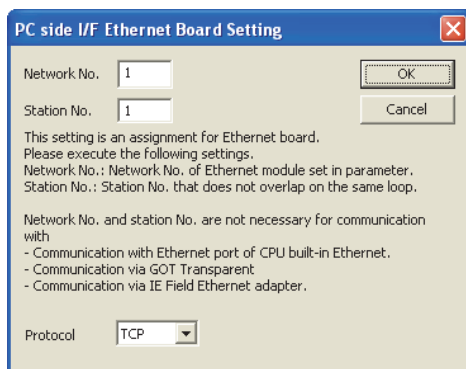 PC side I/F Ethernet Board Setting
Network No. 1 OK
Station No. 1 Cancel
This setting is an assignment for Ethernet board.
Please execute the following settings.
Network No.: Network No. of Ethernet module set in parameter.
Station No.: Station No. that does not overlap on the same loop.
Network No. and station No. are not necessary for communication
with
- Communication with Ethernet port of CPU built-in Ethernet.
- Communication via GOT Transparent
- Communication via IE Field Ethernet adapter.
Protocol TCP